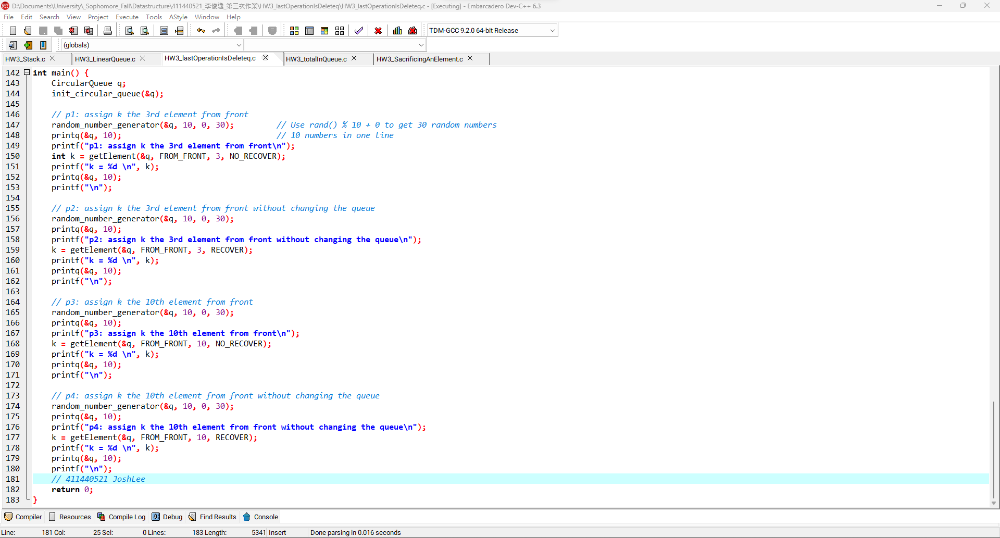 D:\Documents\University\_Sophomore_Fall\Datastructure\411440521_李俊逸_第三次作業\HW3_lastOperationIsDeleteq\HW3_lastOperationIsDeleteq.c - [Executing] - Embarcadero Dev-C++ 6.3
File Edit Search View Project Execute Tools AStyle Window Help
TDM-GCC 9.2.0 64-bit Release
(globals)
HW3_Stack.c HW3_LinearQueue.c HW3_lastOperationIsDeleteq.c HW3_totalInQueue.c HW3_SacrificingAnElement.c
142 int main() {
143 CircularQueue q;
144 init_circular_queue(&q);
145
146 // p1: assign k the 3rd element from front
147 random_number_generator(&q, 10, 0, 30); // Use rand() % 10 + 0 to get 30 random numbers
148 printq(&q, 10); // 10 numbers in one line
149 printf("p1: assign k the 3rd element from front\n");
150 int k = getElement(&q, FROM_FRONT, 3, NO_RECOVER);
151 printf("k = %d \n", k);
152 printq(&q, 10);
153 printf("\n");
154
155 // p2: assign k the 3rd element from front without changing the queue
156 random_number_generator(&q, 10, 0, 30);
157 printq(&q, 10);
158 printf("p2: assign k the 3rd element from front without changing the queue\n");
159 k = getElement(&q, FROM_FRONT, 3, RECOVER);
160 printf("k = %d \n", k);
161 printq(&q, 10);
162 printf("\n");
163
164 // p3: assign k the 10th element from front
165 random_number_generator(&q, 10, 0, 30);
166 printq(&q, 10);
167 printf("p3: assign k the 10th element from front\n");
168 k = getElement(&q, FROM_FRONT, 10, NO_RECOVER);
169 printf("k = %d \n", k);
170 printq(&q, 10);
171 printf("\n");
172
173 // p4: assign k the 10th element from front without changing the queue
174 random_number_generator(&q, 10, 0, 30);
175 printq(&q, 10);
176 printf("p4: assign k the 10th element from front without changing the queue\n");
177 k = getElement(&q, FROM_FRONT, 10, RECOVER);
178 printf("k = %d \n", k);
179 printq(&q, 10);
180 printf("\n");
181 // 411440521 JoshLee
182 return 0;
183 }
Compiler Resources Compile Log Debug Find Results Console
Line: 181 Col: 25 Sel: 0 Lines: 183 Length: 5341 Insert Done parsing in 0.016 seconds